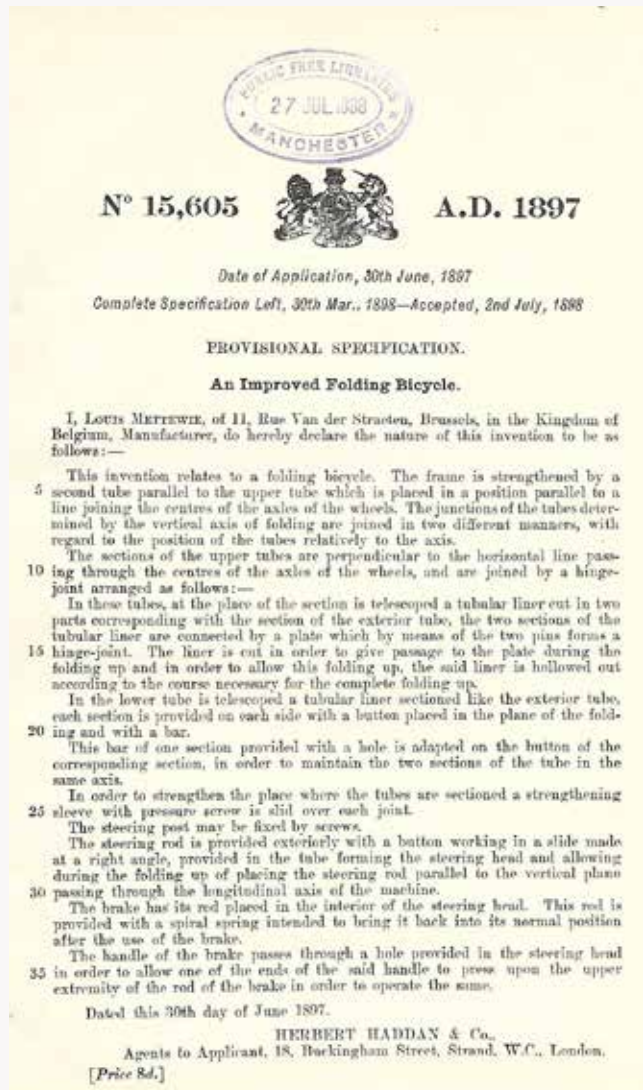 PUBLIC FREE LIBRARIES
27 JUL 1898
MANCHESTER
Nº 15,605 A.D. 1897
Date of Application, 30th June, 1897
Complete Specification Left, 30th Mar., 1898—Accepted, 2nd July, 1898
PROVISIONAL SPECIFICATION.
An Improved Folding Bicycle.
I, LOUIS METTEWIE, of 11, Rue Van der Straeten, Brussels, in the Kingdom of
Belgium, Manufacturer, do hereby declare the nature of this invention to be as
follows:—
This invention relates to a folding bicycle. The frame is strengthened by a
5 second tube parallel to the upper tube which is placed in a position parallel to a
line joining the centres of the axles of the wheels. The junctions of the tubes deter-
mined by the vertical axis of folding are joined in two different manners, with
regard to the position of the tubes relatively to the axis.
The sections of the upper tubes are perpendicular to the horizontal line pass-
10 ing through the centres of the axles of the wheels, and are joined by a hinge-
joint arranged as follows:—
In these tubes, at the place of the section is telescoped a tubular liner cut in two
parts corresponding with the section of the exterior tube, the two sections of the
tubular liner are connected by a plate which by means of the two pins forms a
15 hinge-joint. The liner is cut in order to give passage to the plate during the
folding up and in order to allow this folding up, the said liner is hollowed out
according to the course necessary for the complete folding up.
In the lower tube is telescoped a tubular liner sectioned like the exterior tube,
each section is provided on each side with a button placed in the plane of the fold-
20 ing and with a bar.
This bar of one section provided with a hole is adapted on the button of the
corresponding section, in order to maintain the two sections of the tube in the
same axis.
In order to strengthen the place where the tubes are sectioned a strengthening
25 sleeve with pressure screw is slid over each joint.
The steering post may be fixed by screws.
The steering rod is provided exteriorly with a button working in a slide made
at a right angle, provided in the tube forming the steering head and allowing
during the folding up of placing the steering rod parallel to the vertical plane
30 passing through the longitudinal axis of the machine.
The brake has its rod placed in the interior of the steering head. This rod is
provided with a spiral spring intended to bring it back into its normal position
after the use of the brake.
The handle of the brake passes through a hole provided in the steering head
35 in order to allow one of the ends of the said handle to press upon the upper
extremity of the rod of the brake in order to operate the same.
Dated this 30th day of June 1897.
HERBERT HADDAN & Co.,
Agents to Applicant, 18, Buckingham Street, Strand, W.C., London.
[Price 8d.]